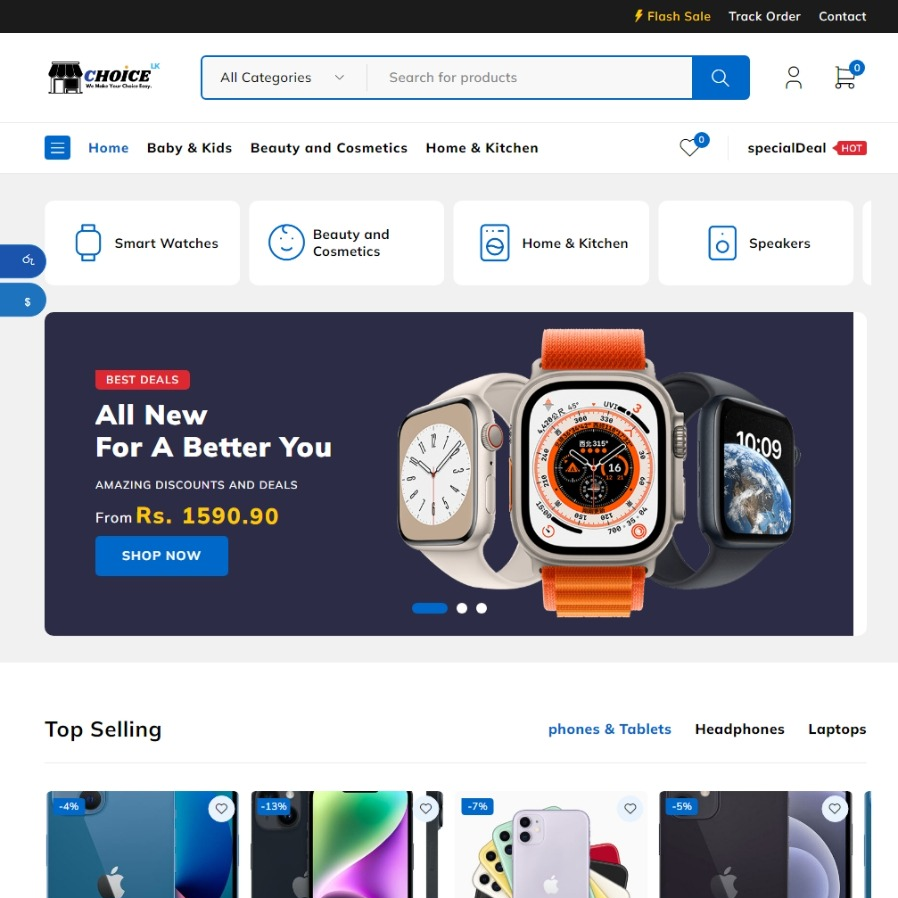 Flash Sale
Track Order
Contact
CHOiCE LK
We Make Your Choice Easy.
All Categories
Search for products
0
Home
Baby & Kids
Beauty and Cosmetics
Home & Kitchen
0
specialDeal
HOT
Smart Watches
Beauty and
Cosmetics
Home & Kitchen
Speakers
රු
$
BEST DEALS
All New
For A Better You
AMAZING DISCOUNTS AND DEALS
From Rs. 1590.90
SHOP NOW
10:09
Top Selling
phones & Tablets
Headphones
Laptops
-4%
-13%
-7%
-5%